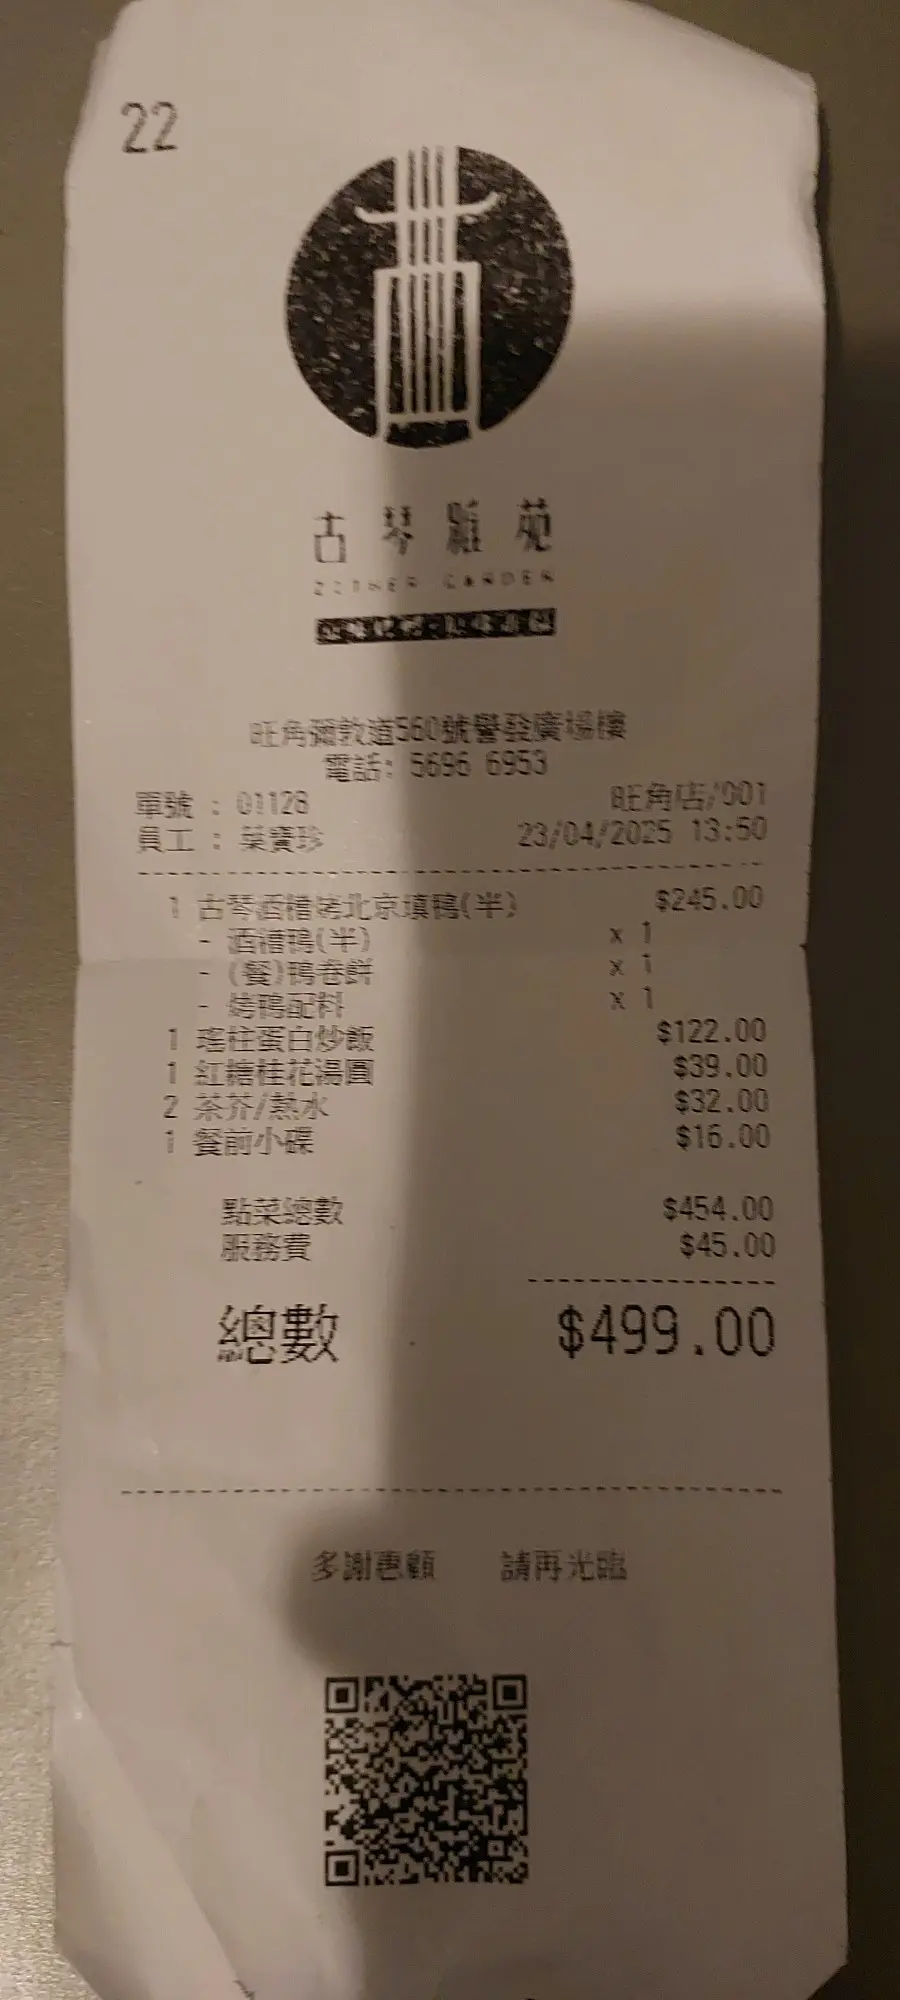 22
古琴雅苑
ZITHER GARDEN
旺角彌敦道560號譽發廣場樓
電話: 5696 6953
單號 : 01128 旺角店/001
員工 : 葉寶珍 23/04/2025 13:50
1 古琴酒糟烤北京填鴨(半) $245.00
- 酒糟鴨(半) x 1
- (餐)鴨卷餅 x 1
- 烤鴨配料 x 1
1 瑤柱蛋白炒飯 $122.00
1 紅糖桂花湯圓 $39.00
2 茶芥/熱水 $32.00
1 餐前小碟 $16.00
點菜總數 $454.00
服務費 $45.00
總數 $499.00
多謝惠顧 請再光臨